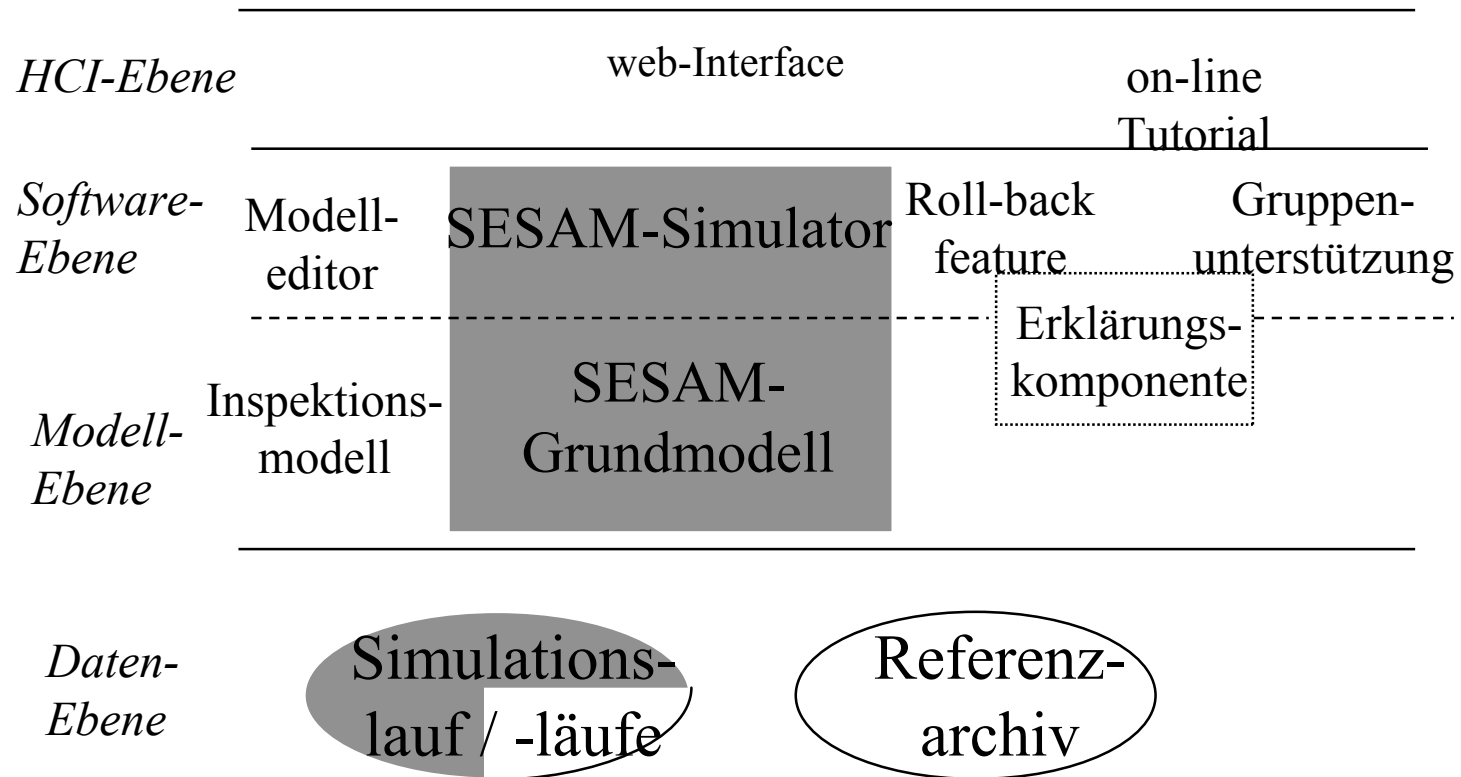 HCI-Ebene
web-Interface
on-line
Tutorial
Software-
Ebene
Modell-
editor
SESAM-Simulator
Roll-back
feature
Gruppen-
unterstützung
Erklärungs-
komponente
Modell-
Ebene
Inspektions-
modell
SESAM-
Grundmodell
Daten-
Ebene
Simulations-
lauf / -läufe
Referenz-
archiv